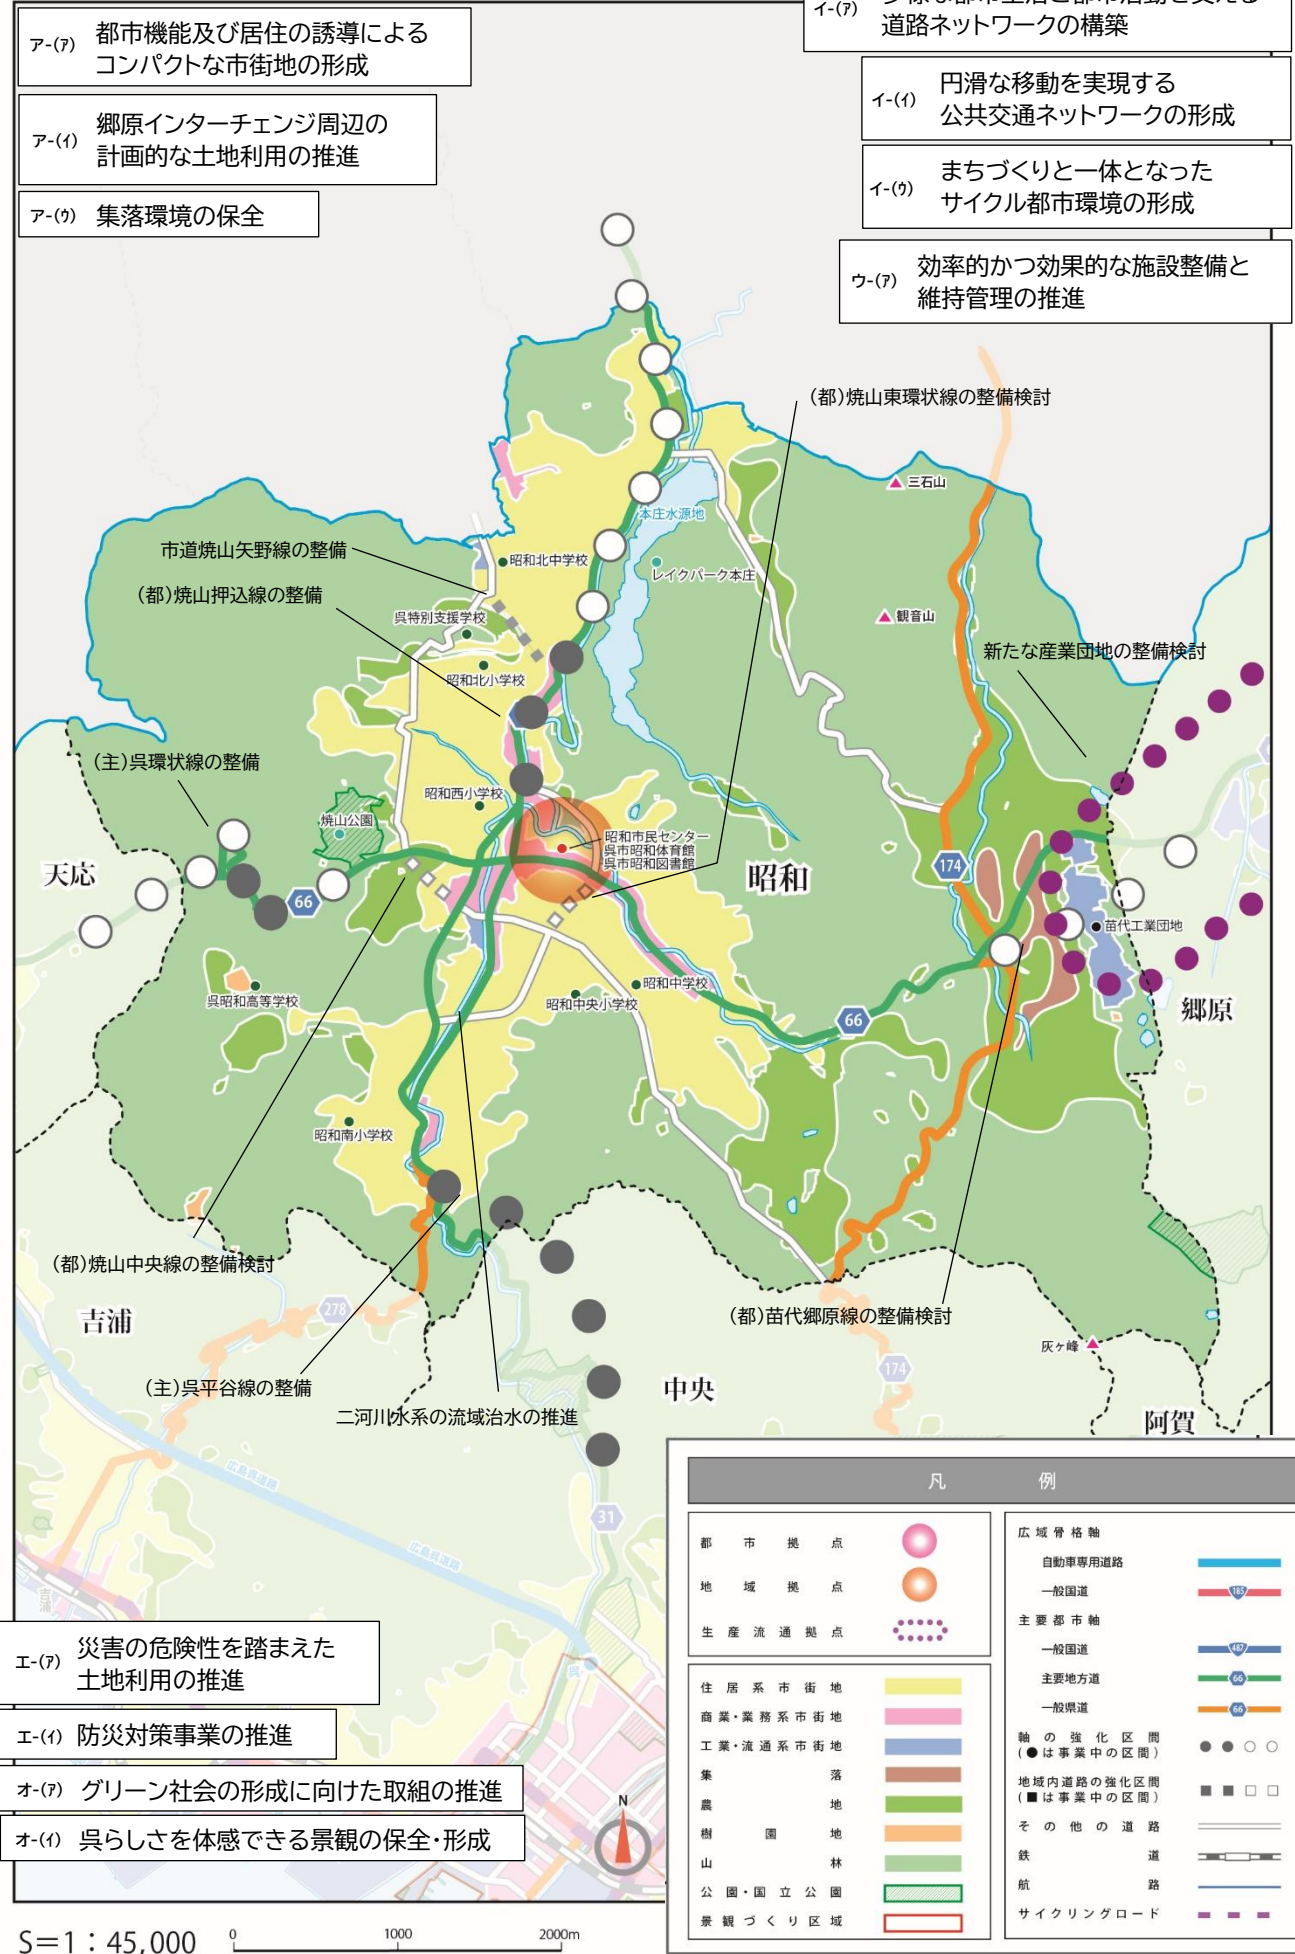 ア-(ア) 都市機能及び居住の誘導による
コンパクトな市街地の形成
ア-(イ) 郷原インターチェンジ周辺の
計画的な土地利用の推進
ア-(ウ) 集落環境の保全
イ-(ア)
道路ネットワークの構築
イ-(イ) 円滑な移動を実現する
公共交通ネットワークの形成
イ-(ウ) まちづくりと一体となった
サイクル都市環境の形成
ウ-(ア) 効率的かつ効果的な施設整備と
維持管理の推進
(都)焼山東環状線の整備検討
三石山
本庄水源地
市道焼山矢野線の整備
昭和北中学校
レイクパーク本庄
(都)焼山押込線の整備
呉特別支援学校
観音山
新たな産業団地の整備検討
昭和北小学校
(主)呉環状線の整備
昭和西小学校
焼山公園
昭和市民センター
呉市昭和体育館
呉市昭和図書館
天応
昭和
174
66
苗代工業団地
呉昭和高等学校
昭和中学校
昭和中央小学校
66
郷原
昭和南小学校
(都)焼山中央線の整備検討
吉浦
278
(都)苗代郷原線の整備検討
灰ヶ峰
174
(主)呉平谷線の整備
中央
二河川水系の流域治水の推進
阿賀
広島呉道路
31
広島呉道路
吉浦
呉
エ-(ア) 災害の危険性を踏まえた
土地利用の推進
エ-(イ) 防災対策事業の推進
オ-(ア) グリーン社会の形成に向けた取組の推進
オ-(イ) 呉らしさを体感できる景観の保全・形成
N
S=1:45,000
0 1000 2000m
凡例
都市拠点
地域拠点
生産流通拠点
住居系市街地
商業・業務系市街地
工業・流通系市街地
集落
農地
樹園地
山林
公園・国立公園
景観づくり区域
広域骨格軸
自動車専用道路
一般国道 185
主要都市軸
一般国道 487
主要地方道 66
一般県道 66
軸の強化区間
(●は事業中の区間)
地域内道路の強化区間
(■は事業中の区間)
その他の道路
鉄道
航路
サイクリングロード